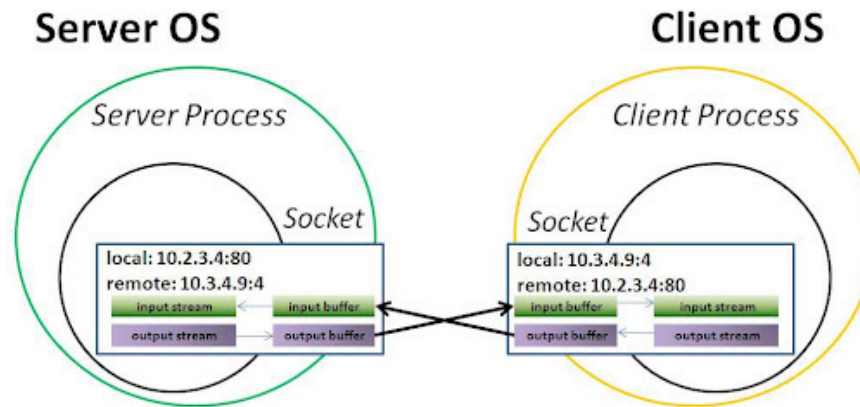 Server OS
Client OS
Server Process
Client Process
Socket
Socket
local: 10.2.3.4:80
remote: 10.3.4.9:4
input stream input buffer
output stream output buffer
local: 10.3.4.9:4
remote: 10.2.3.4:80
input buffer input stream
output buffer output stream